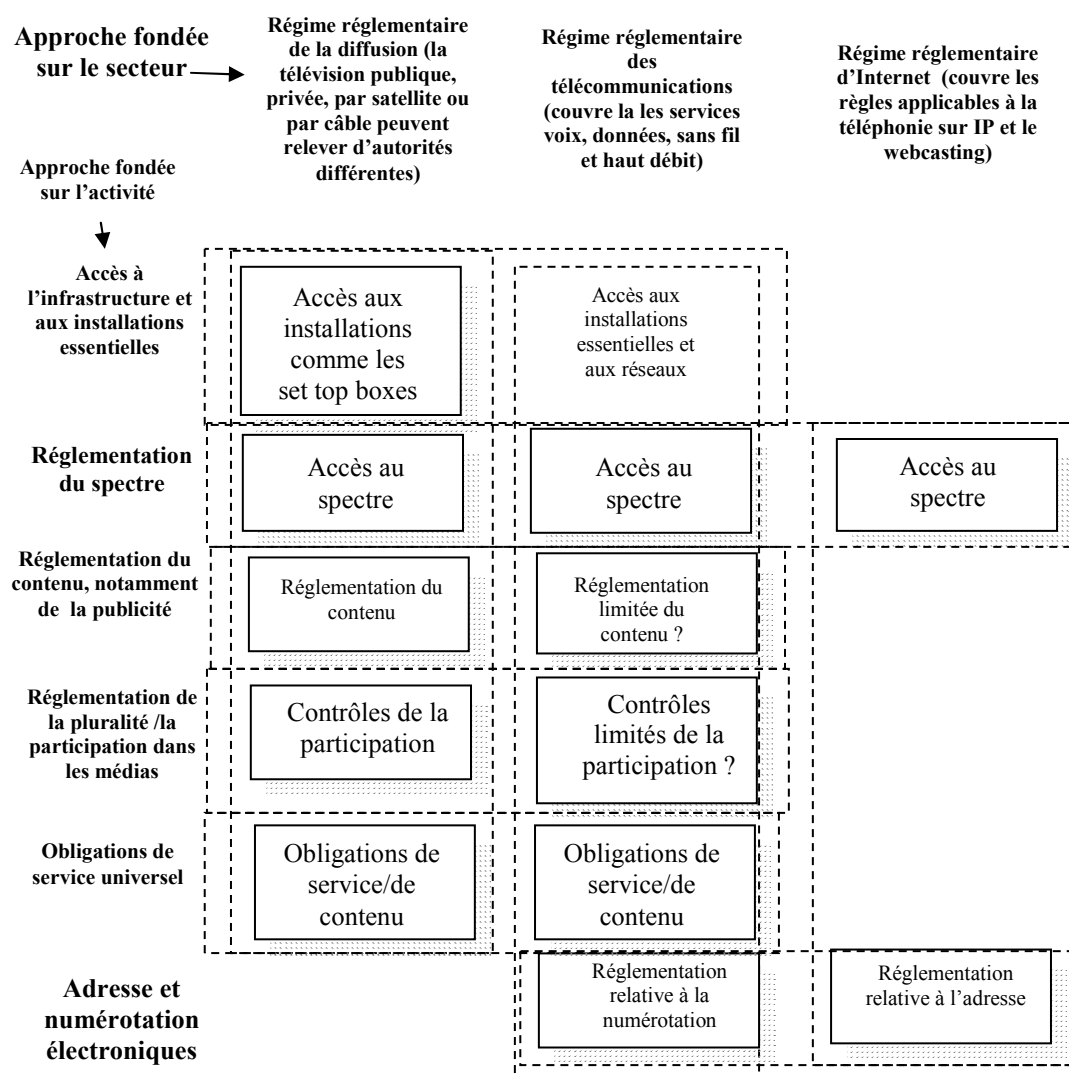 Approche fondée
sur le secteur
Régime réglementaire
de la diffusion (la
télévision publique,
privée, par satellite ou
par câble peuvent
relever d'autorités
différentes)
Régime réglementaire
des
télécommunications
(couvre la les services
voix, données, sans fil
et haut débit)
Régime réglementaire
d'Internet (couvre les
règles applicables à la
téléphonie sur IP et le
webcasting)
Approche fondée
sur l'activité
Accès à
l'infrastructure et
aux installations
essentielles
Accès aux
installations
comme les
set top boxes
Accès aux
installations
essentielles et
aux réseaux
Réglementation
du spectre
Accès au
spectre
Accès au
spectre
Accès au
spectre
Réglementation du
contenu, notamment
de la publicité
Réglementation du
contenu
Réglementation
limitée du
contenu ?
Réglementation de
la pluralité /la
participation dans
les médias
Contrôles de la
participation
Contrôles
limités de la
participation ?
Obligations de
service universel
Obligations de
service/de
contenu
Obligations de
service/de
contenu
Adresse et
numérotation
électroniques
Réglementation
relative à la
numérotation
Réglementation
relative à l'adresse